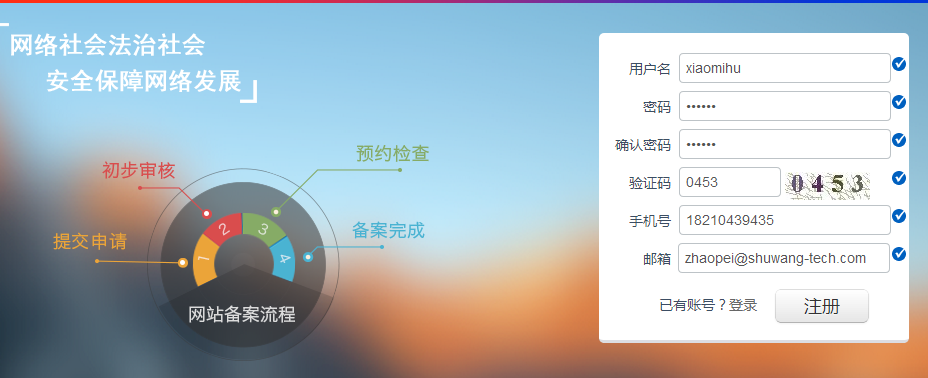 网络社会法治社会
安全保障网络发展
初步审核
预约检查
提交申请
备案完成
1
2
3
4
网站备案流程
用户名 xiaomihu
密码 ••••••
确认密码 ••••••
验证码 0453 0453
手机号 18210439435
邮箱 zhaopei@shuwang-tech.com
已有账号？登录 注册